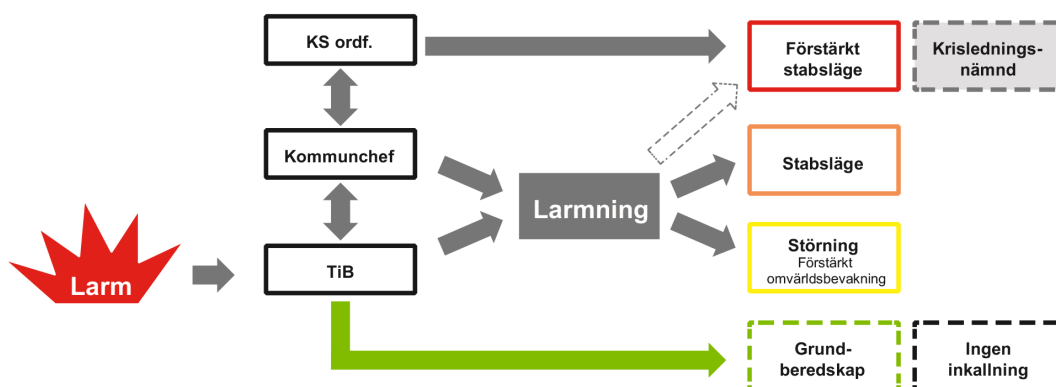 KS ordf.
Förstärkt
stabsläge
Krislednings-
nämnd
Kommunchef
Larmning
Stabsläge
Larm
TiB
Störning
Förstärkt
omvärldsbevakning
Grund-
beredskap
Ingen
inkallning